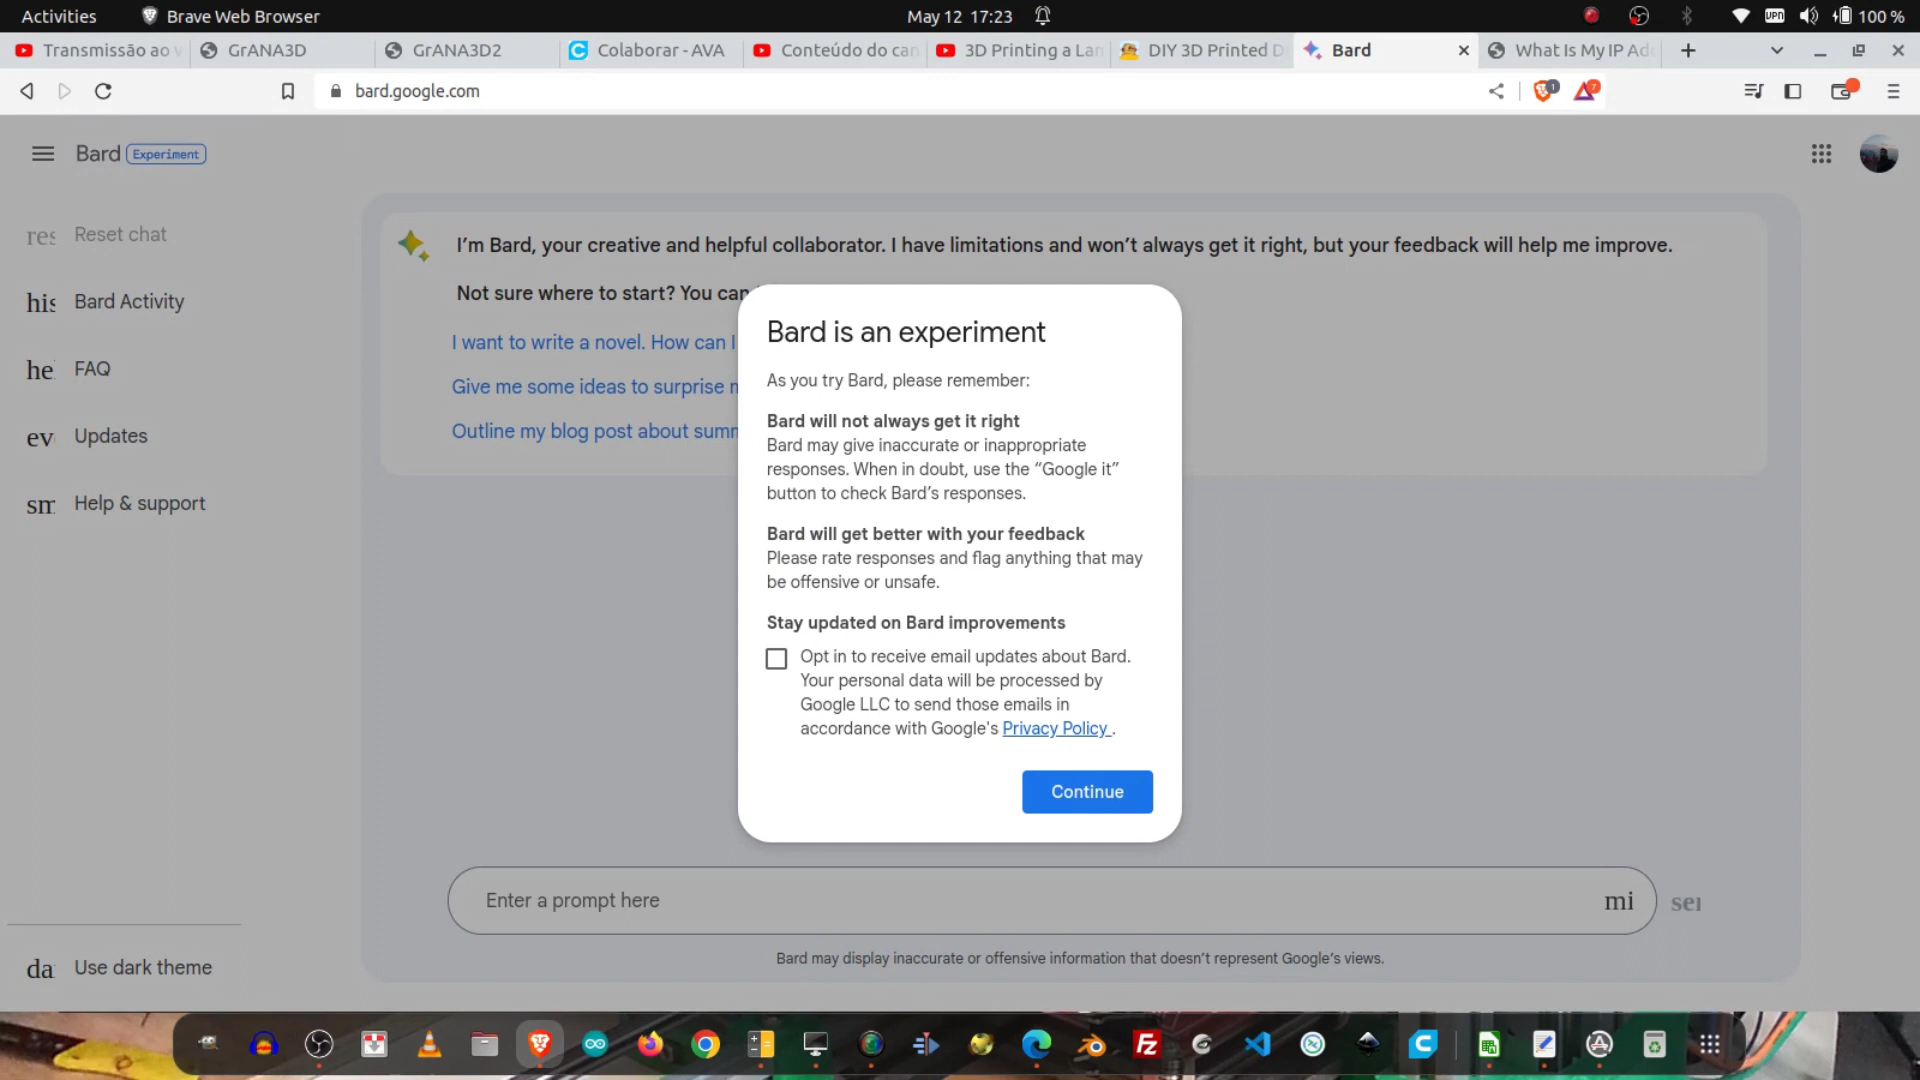 Activities
Brave Web Browser
May 12 17:23
VPN
100 %
Transmissão ao v
GrANA3D
GrANA3D2
Colaborar - AVA
Conteúdo do can
3D Printing a Lan
DIY 3D Printed D
Bard
What Is My IP Add
bard.google.com
1
7
Bard
Experiment
res
Reset chat
his
Bard Activity
he
FAQ
ev
Updates
sm
Help & support
da
Use dark theme
I'm Bard, your creative and helpful collaborator. I have limitations and won't always get it right, but your feedback will help me improve.
Not sure where to start? You can
I want to write a novel. How can I
Give me some ideas to surprise m
Outline my blog post about summ
Bard is an experiment
As you try Bard, please remember:
Bard will not always get it right
Bard may give inaccurate or inappropriate
responses. When in doubt, use the “Google it”
button to check Bard's responses.
Bard will get better with your feedback
Please rate responses and flag anything that may
be offensive or unsafe.
Stay updated on Bard improvements
Opt in to receive email updates about Bard.
Your personal data will be processed by
Google LLC to send those emails in
accordance with Google's Privacy Policy .
Continue
Enter a prompt here
mi
sen
Bard may display inaccurate or offensive information that doesn't represent Google's views.
FZ